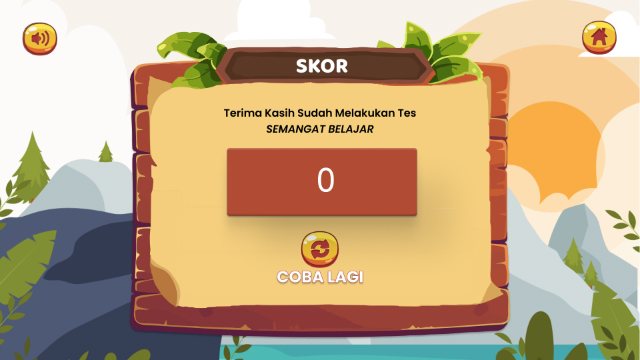 SKOR
Terima Kasih Sudah Melakukan Tes
SEMANGAT BELAJAR
0
COBA LAGI